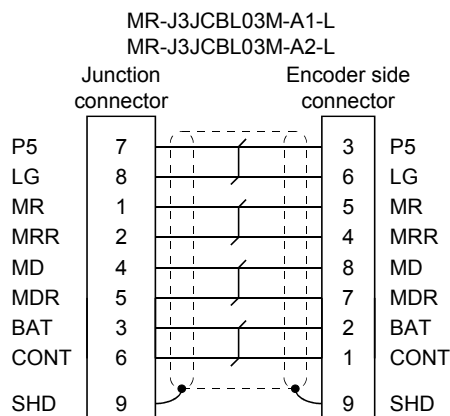 MR-J3JCBL03M-A1-L
MR-J3JCBL03M-A2-L
Junction connector Encoder side connector
P5 7 3 P5
LG 8 6 LG
MR 1 5 MR
MRR 2 4 MRR
MD 4 8 MD
MDR 5 7 MDR
BAT 3 2 BAT
CONT 6 1 CONT
SHD 9 9 SHD